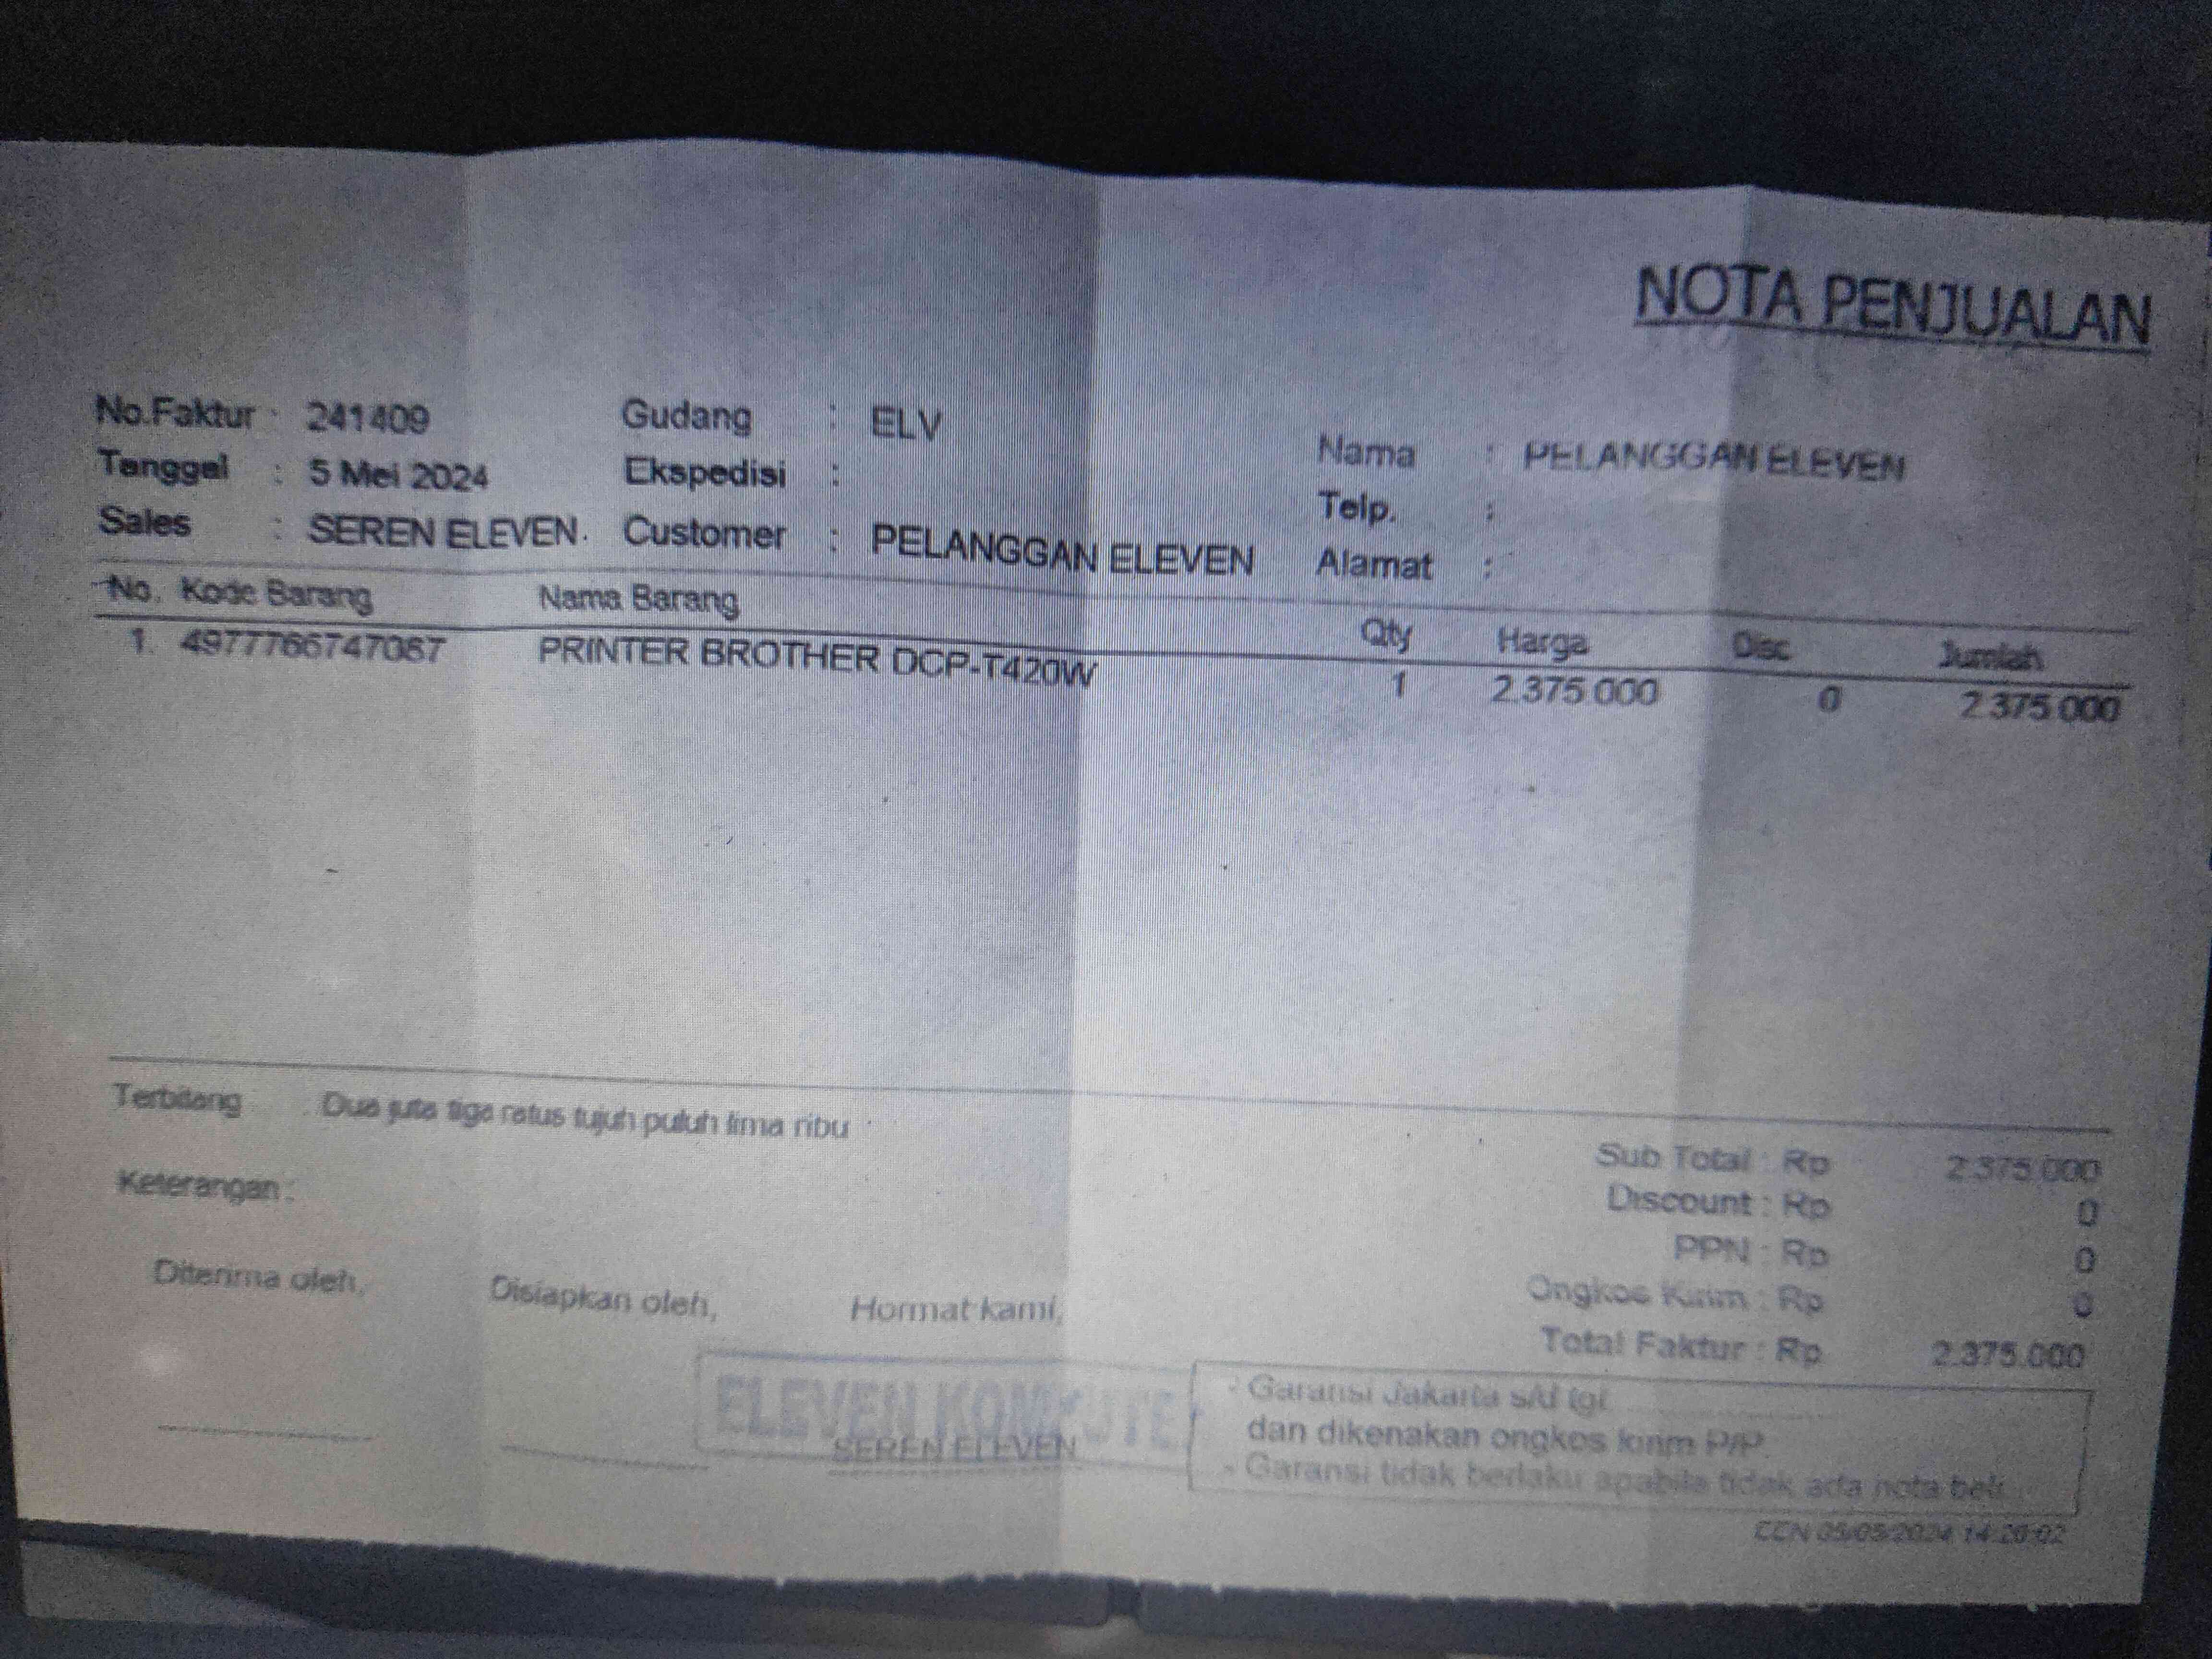 NOTA PENJUALAN
No.Faktur : 241409 Gudang : ELV Nama : PELANGGAN ELEVEN
Tanggal : 5 Mei 2024 Ekspedisi : Telp. :
Sales : SEREN ELEVEN. Customer : PELANGGAN ELEVEN Alamat :
No. Kode Barang Nama Barang Qty Harga Disc Jumlah
1. 4977766747067 PRINTER BROTHER DCP-T420W 1 2.375.000 0 2.375.000
Terbilang : Dua juta tiga ratus tujuh puluh lima ribu
Sub Total : Rp 2.375.000
Keterangan :
Discount : Rp 0
PPN : Rp 0
Ongkos Kirim : Rp 0
Total Faktur : Rp 2.375.000
Diterima oleh, Disiapkan oleh, Hormat kami,
ELEVEN KOMPUTE
SEREN ELEVEN
- Garansi Jakarta s/d tgl
dan dikenakan ongkos kirim P/P.
- Garansi tidak berlaku apabila tidak ada nota beli
05/05/2024